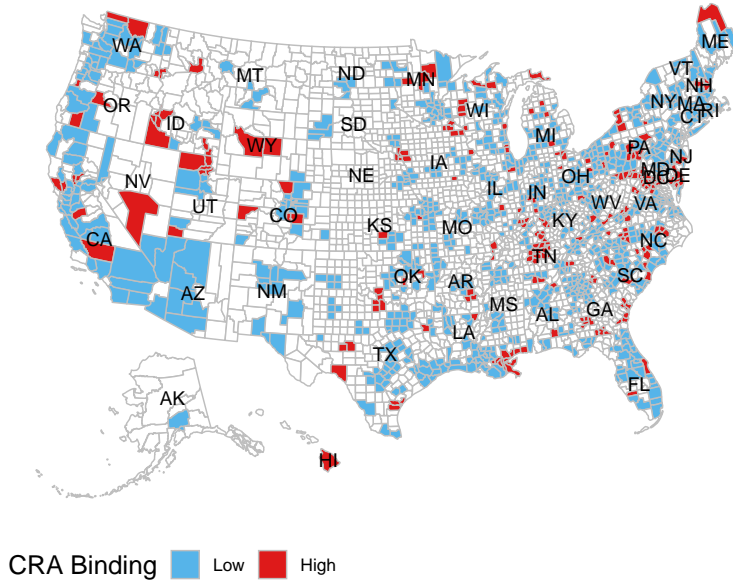 WA
ME
MT
ND
MN
VT
NH
OR
NY
MA
ID
SD
WI
CT
RI
WY
MI
NV
NE
IA
PA
NJ
OH
MD
DC
DE
UT
IL
IN
CO
KS
MO
KY
WV
VA
CA
NC
TN
AZ
NM
OK
AR
SC
MS
AL
GA
LA
TX
AK
FL
HI
CRA Binding Low High